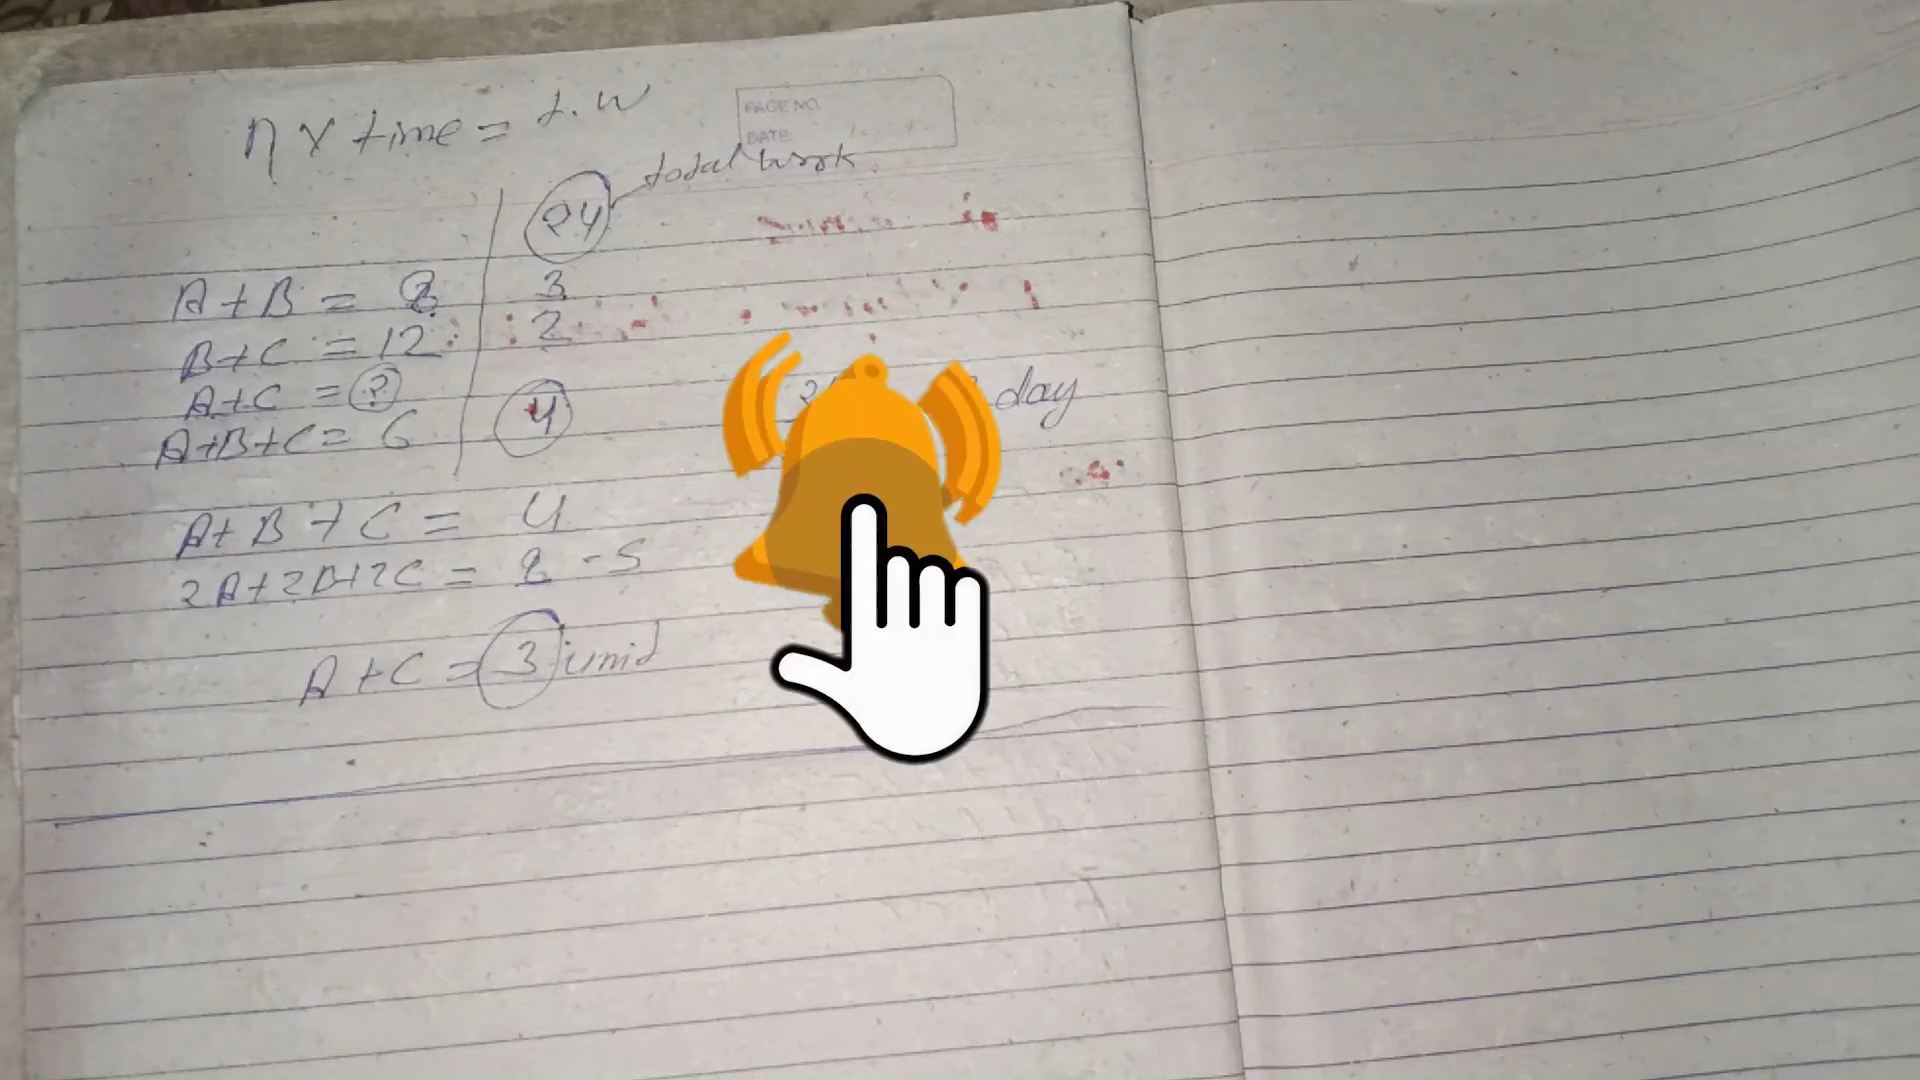 η × time = t.w
PAGE NO.
DATE:
total work
24
A+B = 8 3
B+C = 12 2
A+C = ?
A+B+C = 6 4
day
A+B+C = 4
2A+2B+2C = 8 - 5
A+C = 3 unit